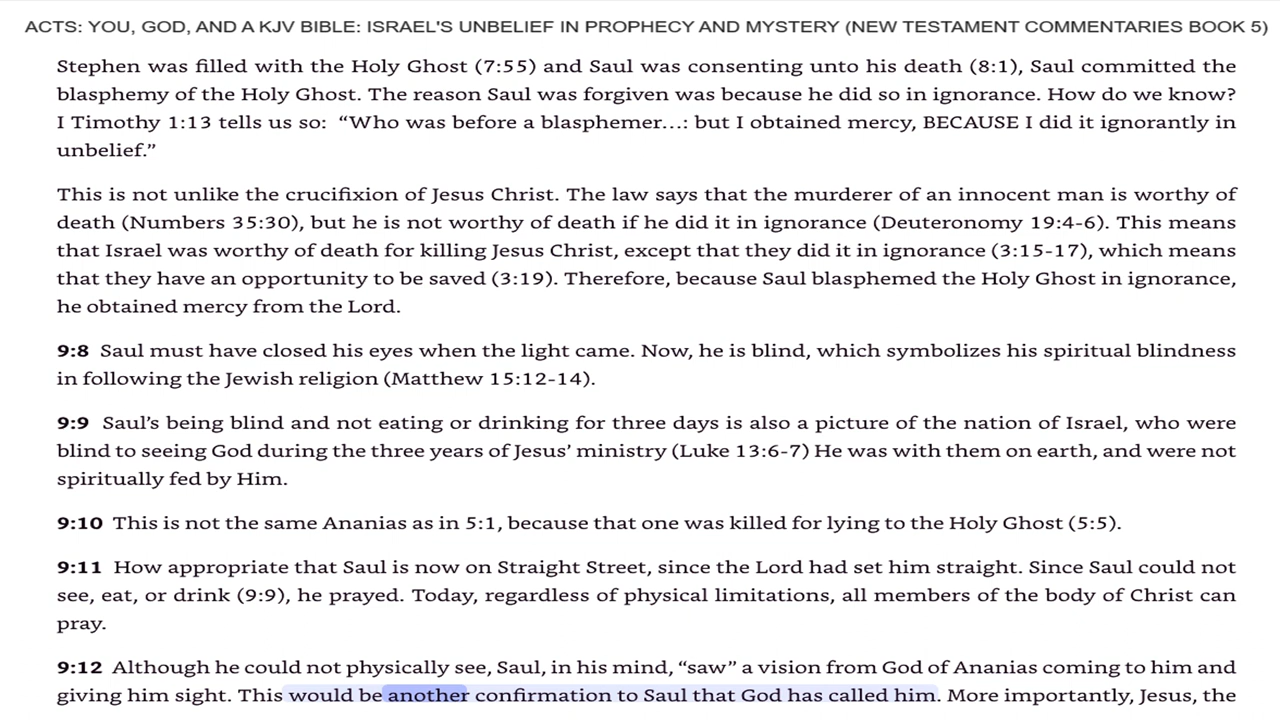 ACTS: YOU, GOD, AND A KJV BIBLE: ISRAEL'S UNBELIEF IN PROPHECY AND MYSTERY (NEW TESTAMENT COMMENTARIES BOOK 5)
Stephen was filled with the Holy Ghost (7:55) and Saul was consenting unto his death (8:1), Saul committed the
blasphemy of the Holy Ghost. The reason Saul was forgiven was because he did so in ignorance. How do we know?
I Timothy 1:13 tells us so:  “Who was before a blasphemer…: but I obtained mercy, BECAUSE I did it ignorantly in
unbelief.”
This is not unlike the crucifixion of Jesus Christ. The law says that the murderer of an innocent man is worthy of
death (Numbers 35:30), but he is not worthy of death if he did it in ignorance (Deuteronomy 19:4-6). This means
that Israel was worthy of death for killing Jesus Christ, except that they did it in ignorance (3:15-17), which means
that they have an opportunity to be saved (3:19). Therefore, because Saul blasphemed the Holy Ghost in ignorance,
he obtained mercy from the Lord.
9:8  Saul must have closed his eyes when the light came. Now, he is blind, which symbolizes his spiritual blindness
in following the Jewish religion (Matthew 15:12-14).
9:9  Saul’s being blind and not eating or drinking for three days is also a picture of the nation of Israel, who were
blind to seeing God during the three years of Jesus’ ministry (Luke 13:6-7) He was with them on earth, and were not
spiritually fed by Him.
9:10  This is not the same Ananias as in 5:1, because that one was killed for lying to the Holy Ghost (5:5).
9:11  How appropriate that Saul is now on Straight Street, since the Lord had set him straight. Since Saul could not
see, eat, or drink (9:9), he prayed. Today, regardless of physical limitations, all members of the body of Christ can
pray.
9:12  Although he could not physically see, Saul, in his mind, “saw” a vision from God of Ananias coming to him and
giving him sight. This would be another confirmation to Saul that God has called him. More importantly, Jesus, the